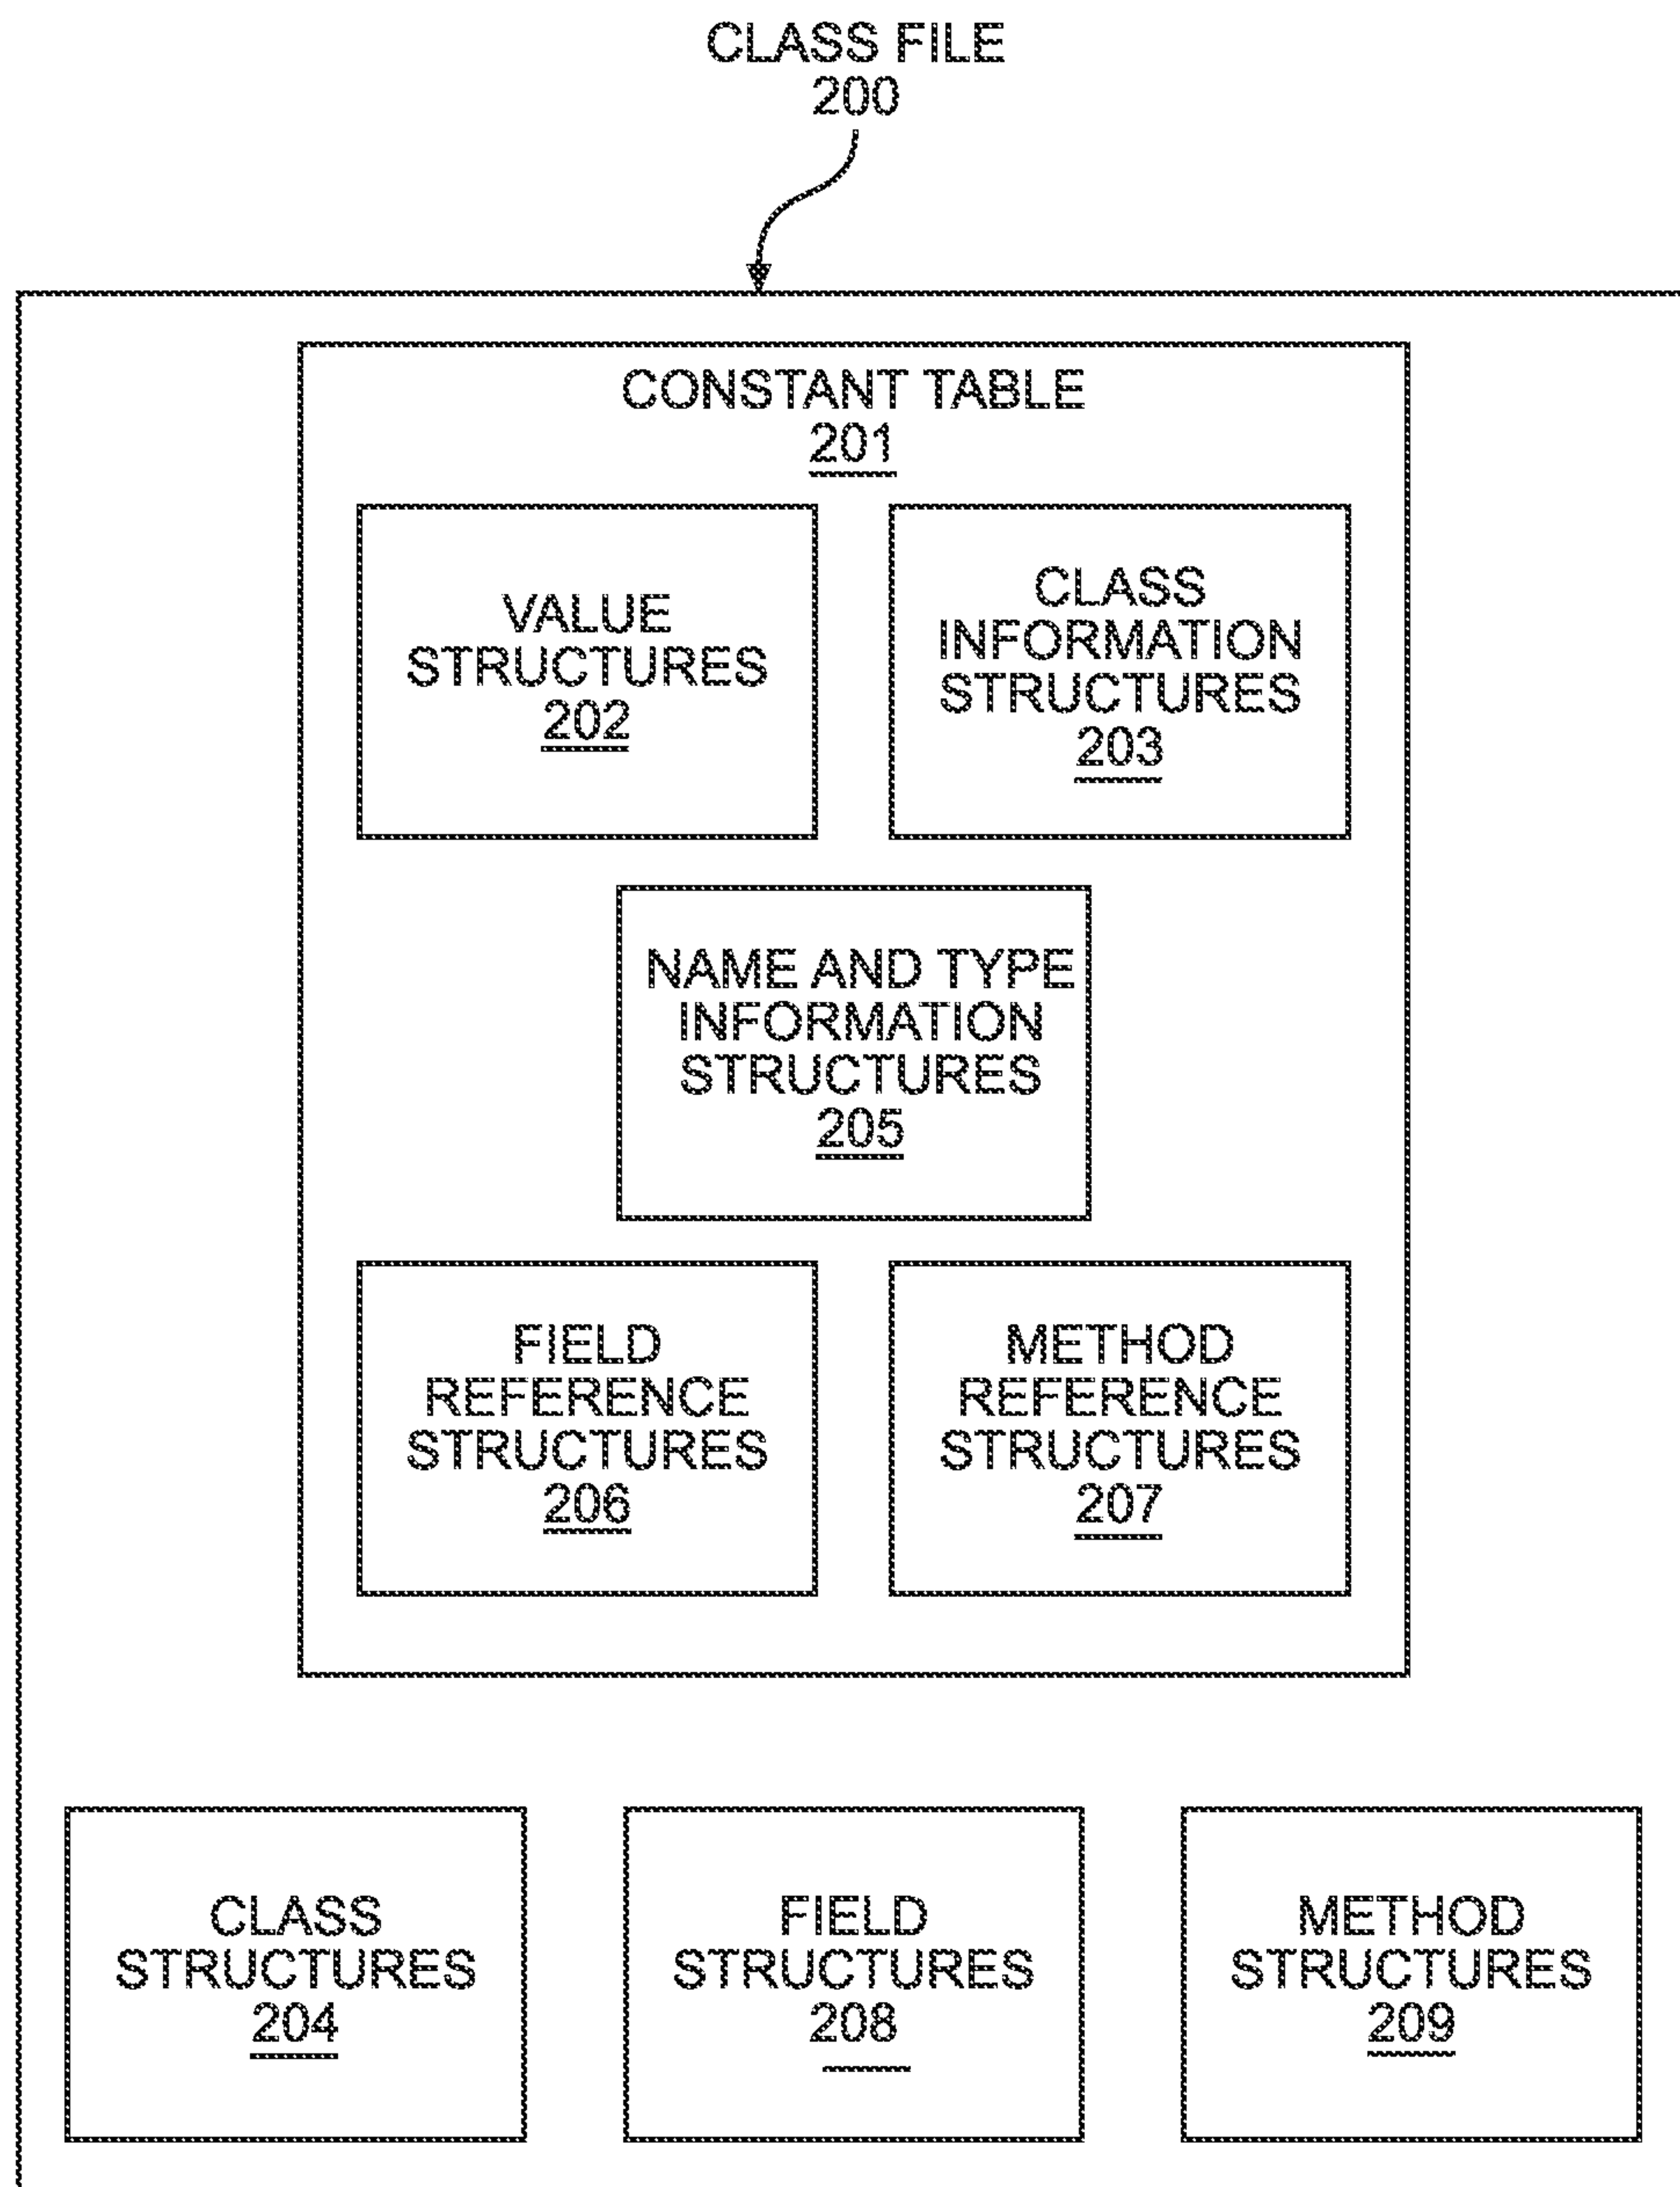 CLASS FILE
200
CONSTANT TABLE
201
VALUE
STRUCTURES
202
CLASS
INFORMATION
STRUCTURES
203
NAME AND TYPE
INFORMATION
STRUCTURES
205
FIELD
REFERENCE
STRUCTURES
206
METHOD
REFERENCE
STRUCTURES
207
CLASS
STRUCTURES
204
FIELD
STRUCTURES
208
METHOD
STRUCTURES
209